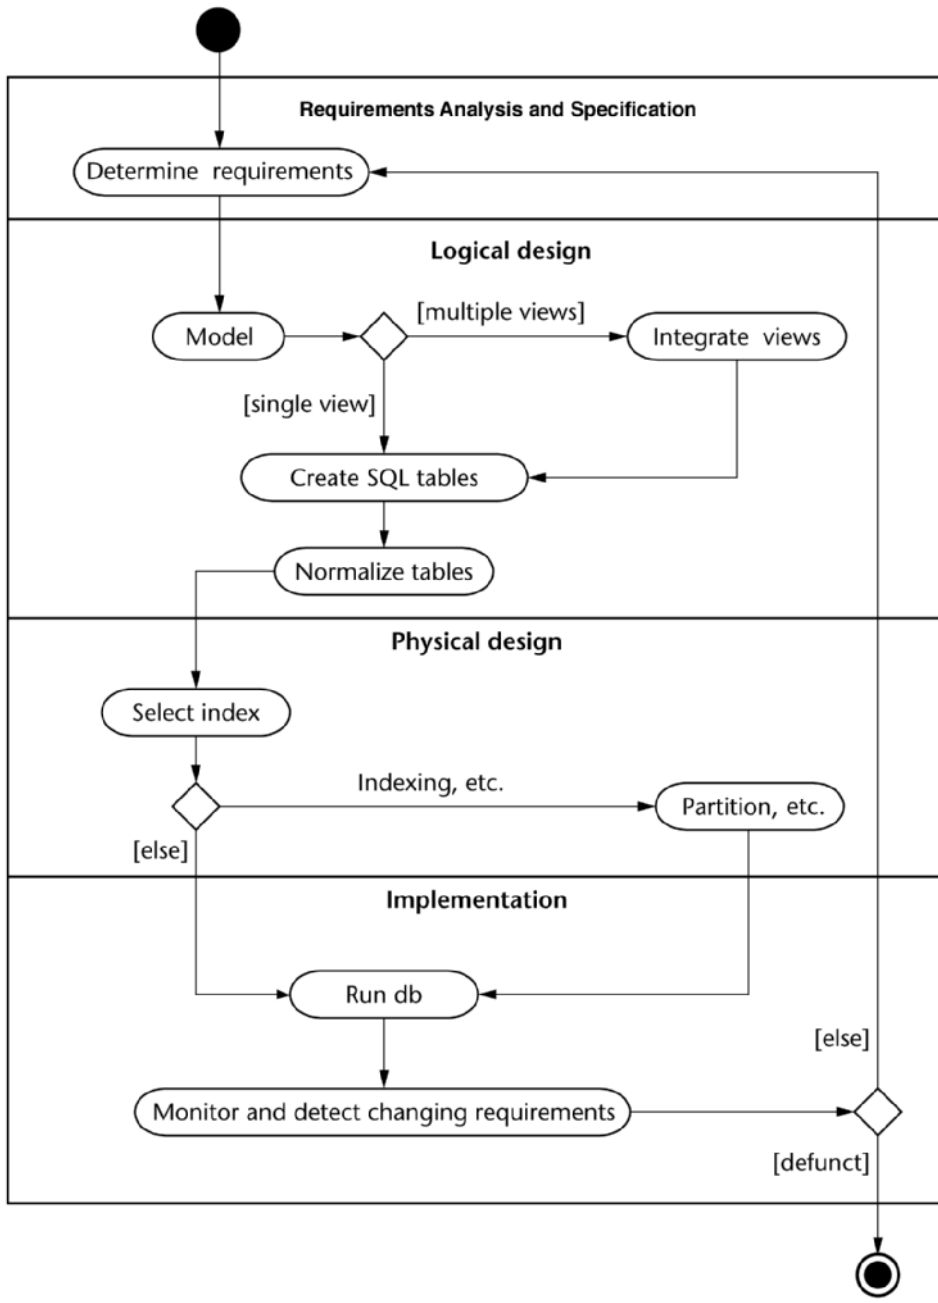 Requirements Analysis and Specification
Determine requirements
Logical design
[multiple views]
Model
Integrate views
[single view]
Create SQL tables
Normalize tables
Physical design
Select index
Indexing, etc.
Partition, etc.
[else]
Implementation
Run db
[else]
Monitor and detect changing requirements
[defunct]